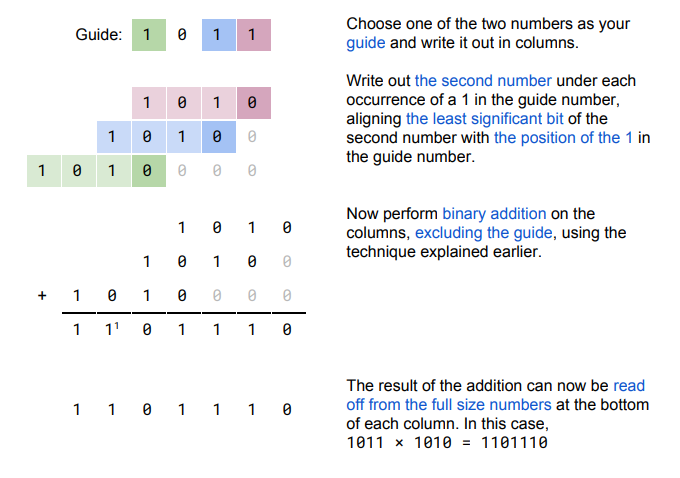 Guide: 1 0 1 1
Choose one of the two numbers as your
guide and write it out in columns.
1 0 1 0
1 0 1 0 0
1 0 1 0 0 0 0
Write out the second number under each
occurrence of a 1 in the guide number,
aligning the least significant bit of the
second number with the position of the 1 in
the guide number.
1 0 1 0
1 0 1 0 0
+ 1 0 1 0 0 0 0
1 1¹ 0 1 1 1 0
Now perform binary addition on the
columns, excluding the guide, using the
technique explained earlier.
1 1 0 1 1 1 0
The result of the addition can now be read
off from the full size numbers at the bottom
of each column. In this case,
1011 × 1010 = 1101110